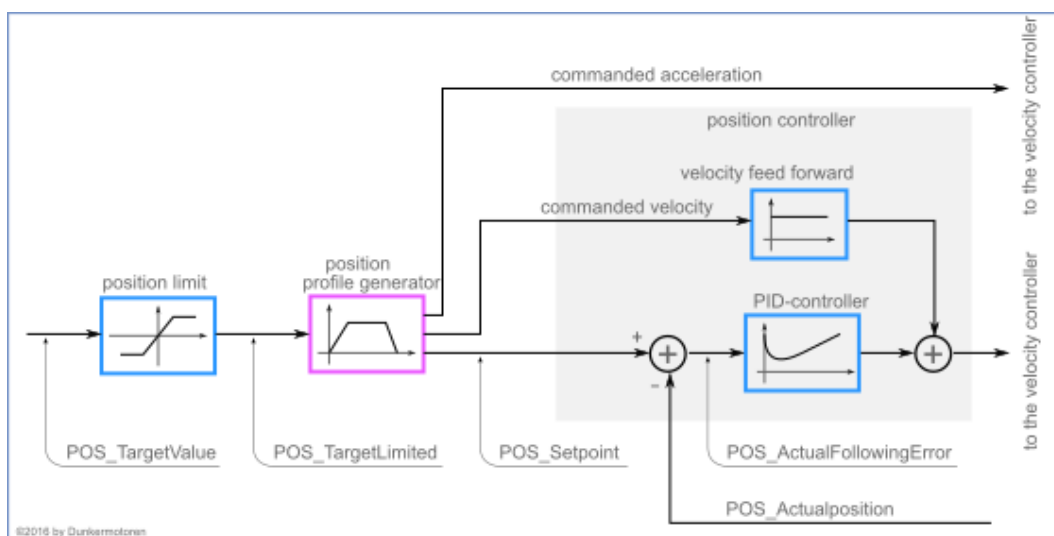 commanded acceleration
to the velocity controller
position controller
velocity feed forward
commanded velocity
position limit
position
profile generator
PID-controller
+
+
-
+
to the velocity controller
POS_TargetValue
POS_TargetLimited
POS_Setpoint
POS_ActualFollowingError
POS_Actualposition
©2016 by Dunkermotoren